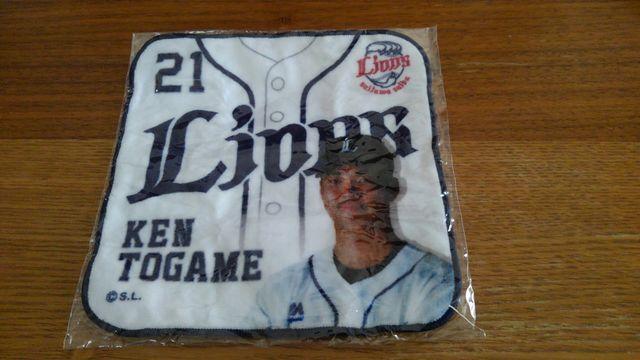 21
Lions
saitama seibu
Lions
KEN
TOGAME
©S.L.
L
M